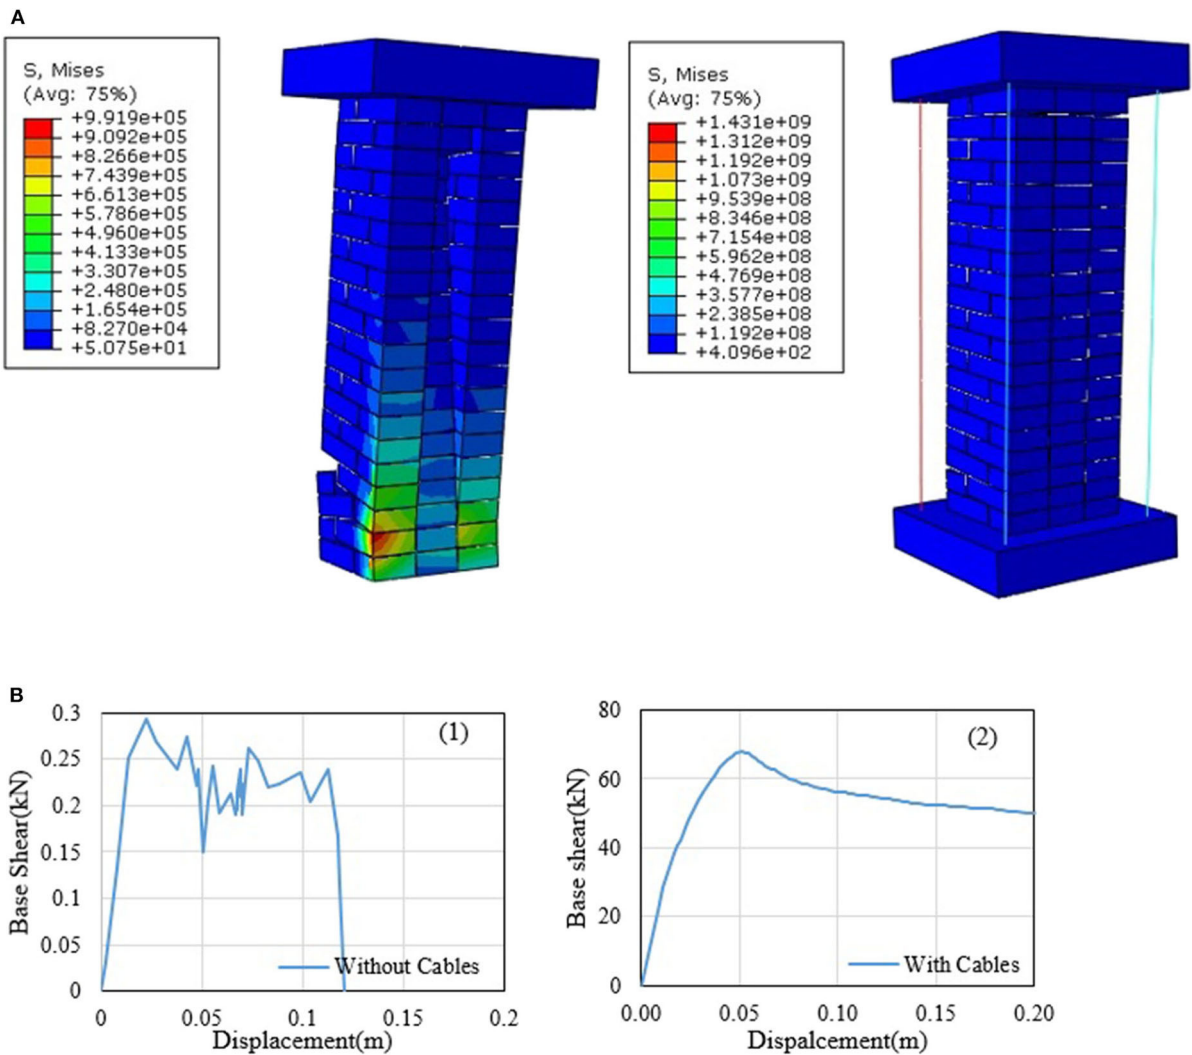 A
S, Mises
(Avg: 75%)
+9.919e+05
+9.092e+05
+8.266e+05
+7.439e+05
+6.613e+05
+5.786e+05
+4.960e+05
+4.133e+05
+3.307e+05
+2.480e+05
+1.654e+05
+8.270e+04
+5.075e+01
S, Mises
(Avg: 75%)
+1.431e+09
+1.312e+09
+1.192e+09
+1.073e+09
+9.539e+08
+8.346e+08
+7.154e+08
+5.962e+08
+4.769e+08
+3.577e+08
+2.385e+08
+1.192e+08
+4.096e+02
B
Base Shear(kN)
0.3
0.25
0.2
0.15
0.1
0.05
0
(1)
Without Cables
0
0.05
0.1
0.15
0.2
Displacement(m)
Base shear(kN)
80
60
40
20
0
(2)
With Cables
0.00
0.05
0.10
0.15
0.20
Dispalcement(m)